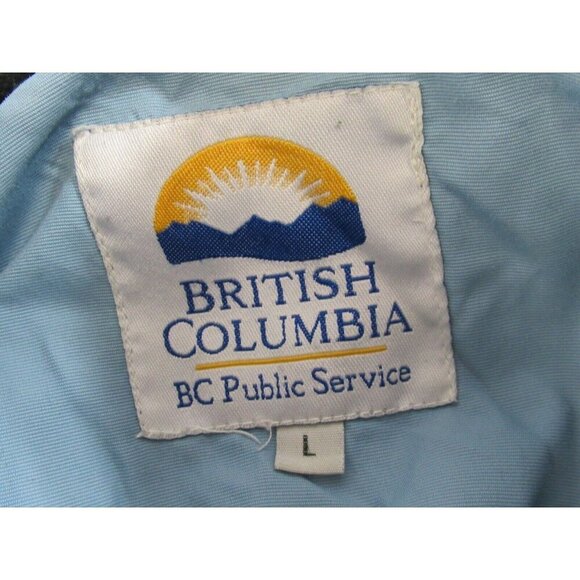 BRITISH
COLUMBIA
BC Public Service
L